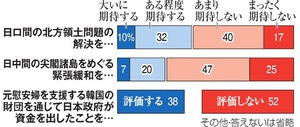 大いに
期待する
ある程度
期待する
あまり
期待しない
まったく
期待しない
日ロ間の北方領土問題の
解決を…
10%
32
40
17
日中間の尖閣諸島をめぐる
緊張緩和を…
7
20
47
25
元慰安婦を支援する韓国の
財団を通じて日本政府が
資金を出したことを…
評価する 38
評価しない 52
その他・答えないは省略